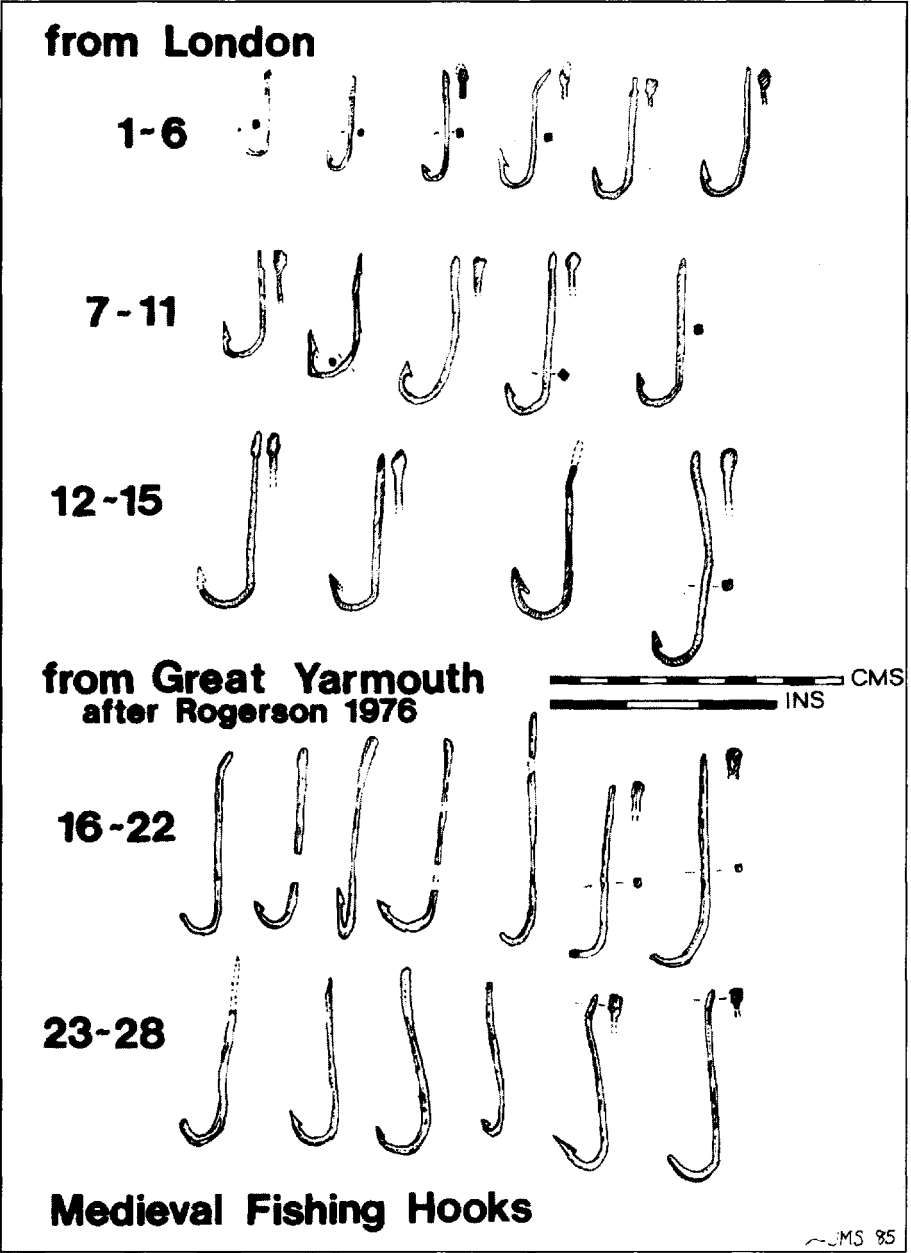 from London
1~6
7-11
12~15
from Great Yarmouth
after Rogerson 1976
CMS
INS
16~22
23~28
Medieval Fishing Hooks
JMS 85